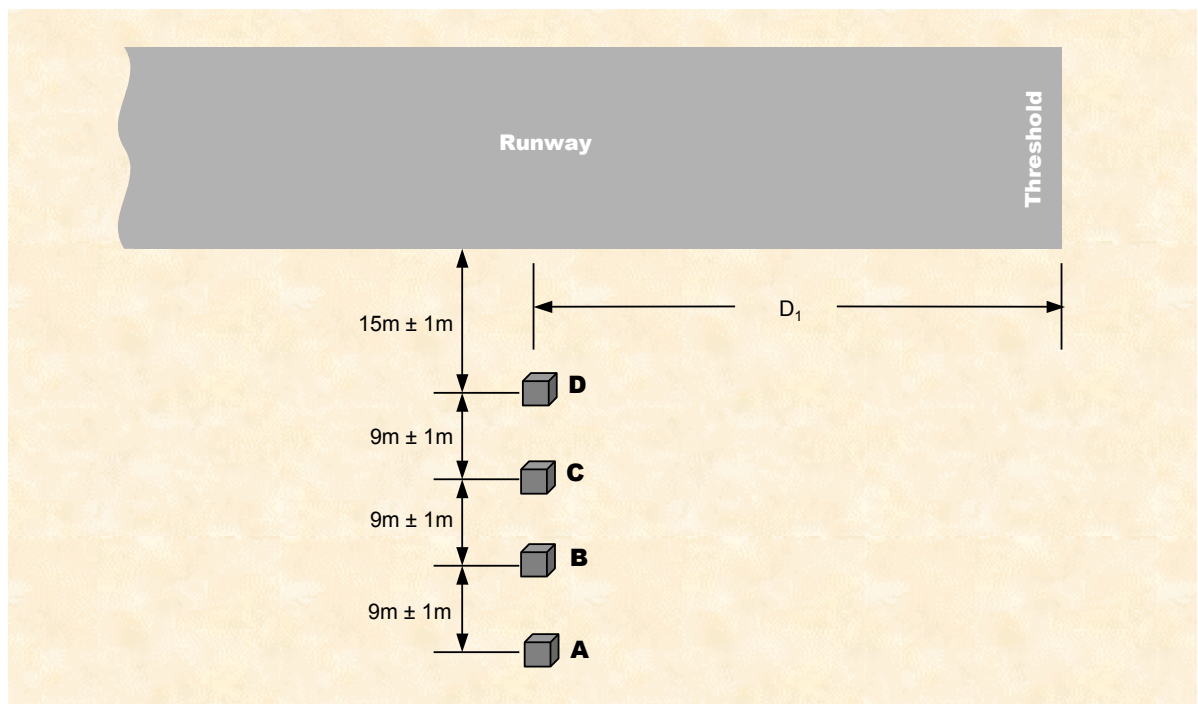 Runway
Threshold
15m ± 1m
D₁
D
9m ± 1m
C
9m ± 1m
B
9m ± 1m
A